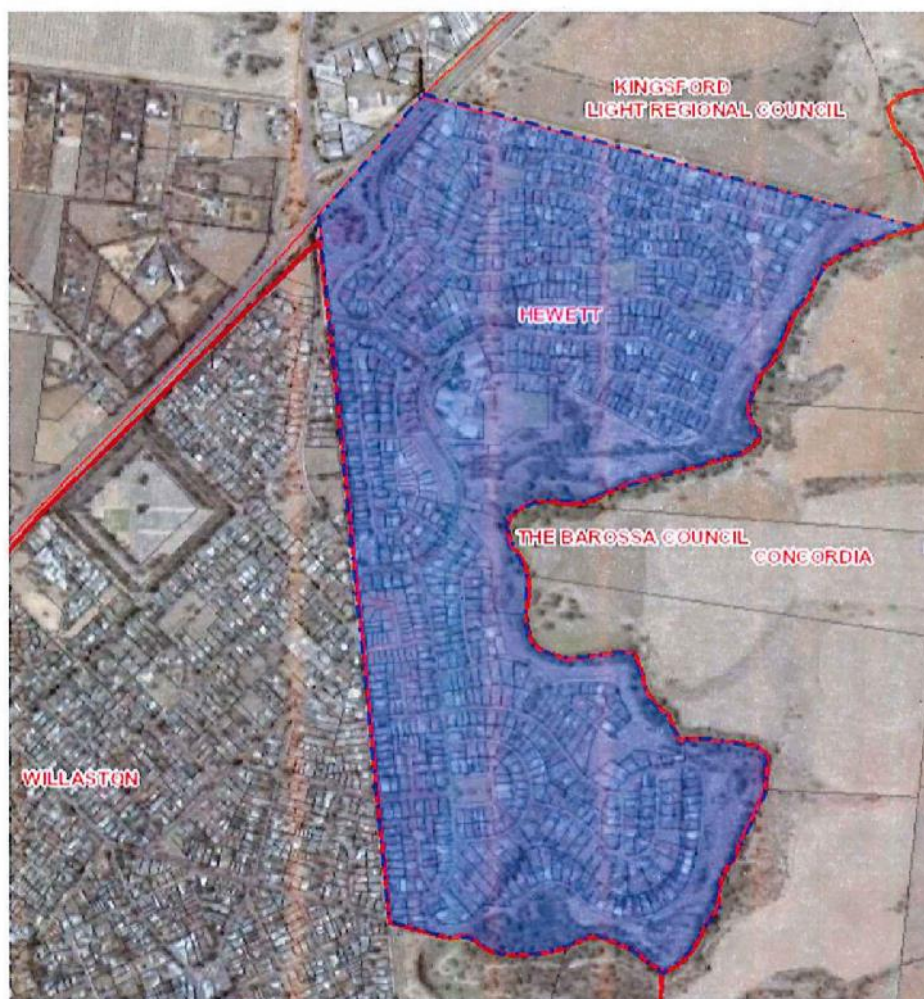 KINGSFORD
LIGHT REGIONAL COUNCIL
HEWETT
THE BAROSSA COUNCIL
CONCORDIA
WILLASTON